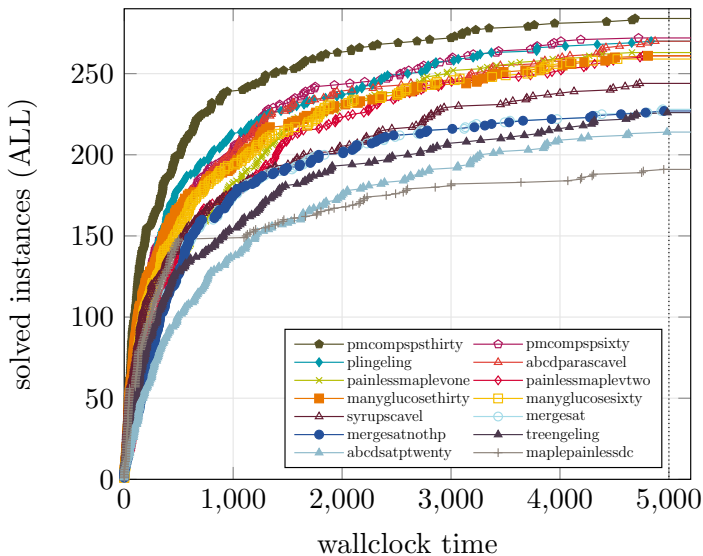 250
200
150
100
50
0
solved instances (ALL)
pmcompspsthirty pmcompspsixty
plingeling abcdparascavel
painlessmaplevone painlessmaplevtwo
manyglucosethirty manyglucosesixty
syrupscavel mergesat
mergesatnothp treengeling
abcdsatptwenty maplepainlessdc
0 1,000 2,000 3,000 4,000 5,000
wallclock time